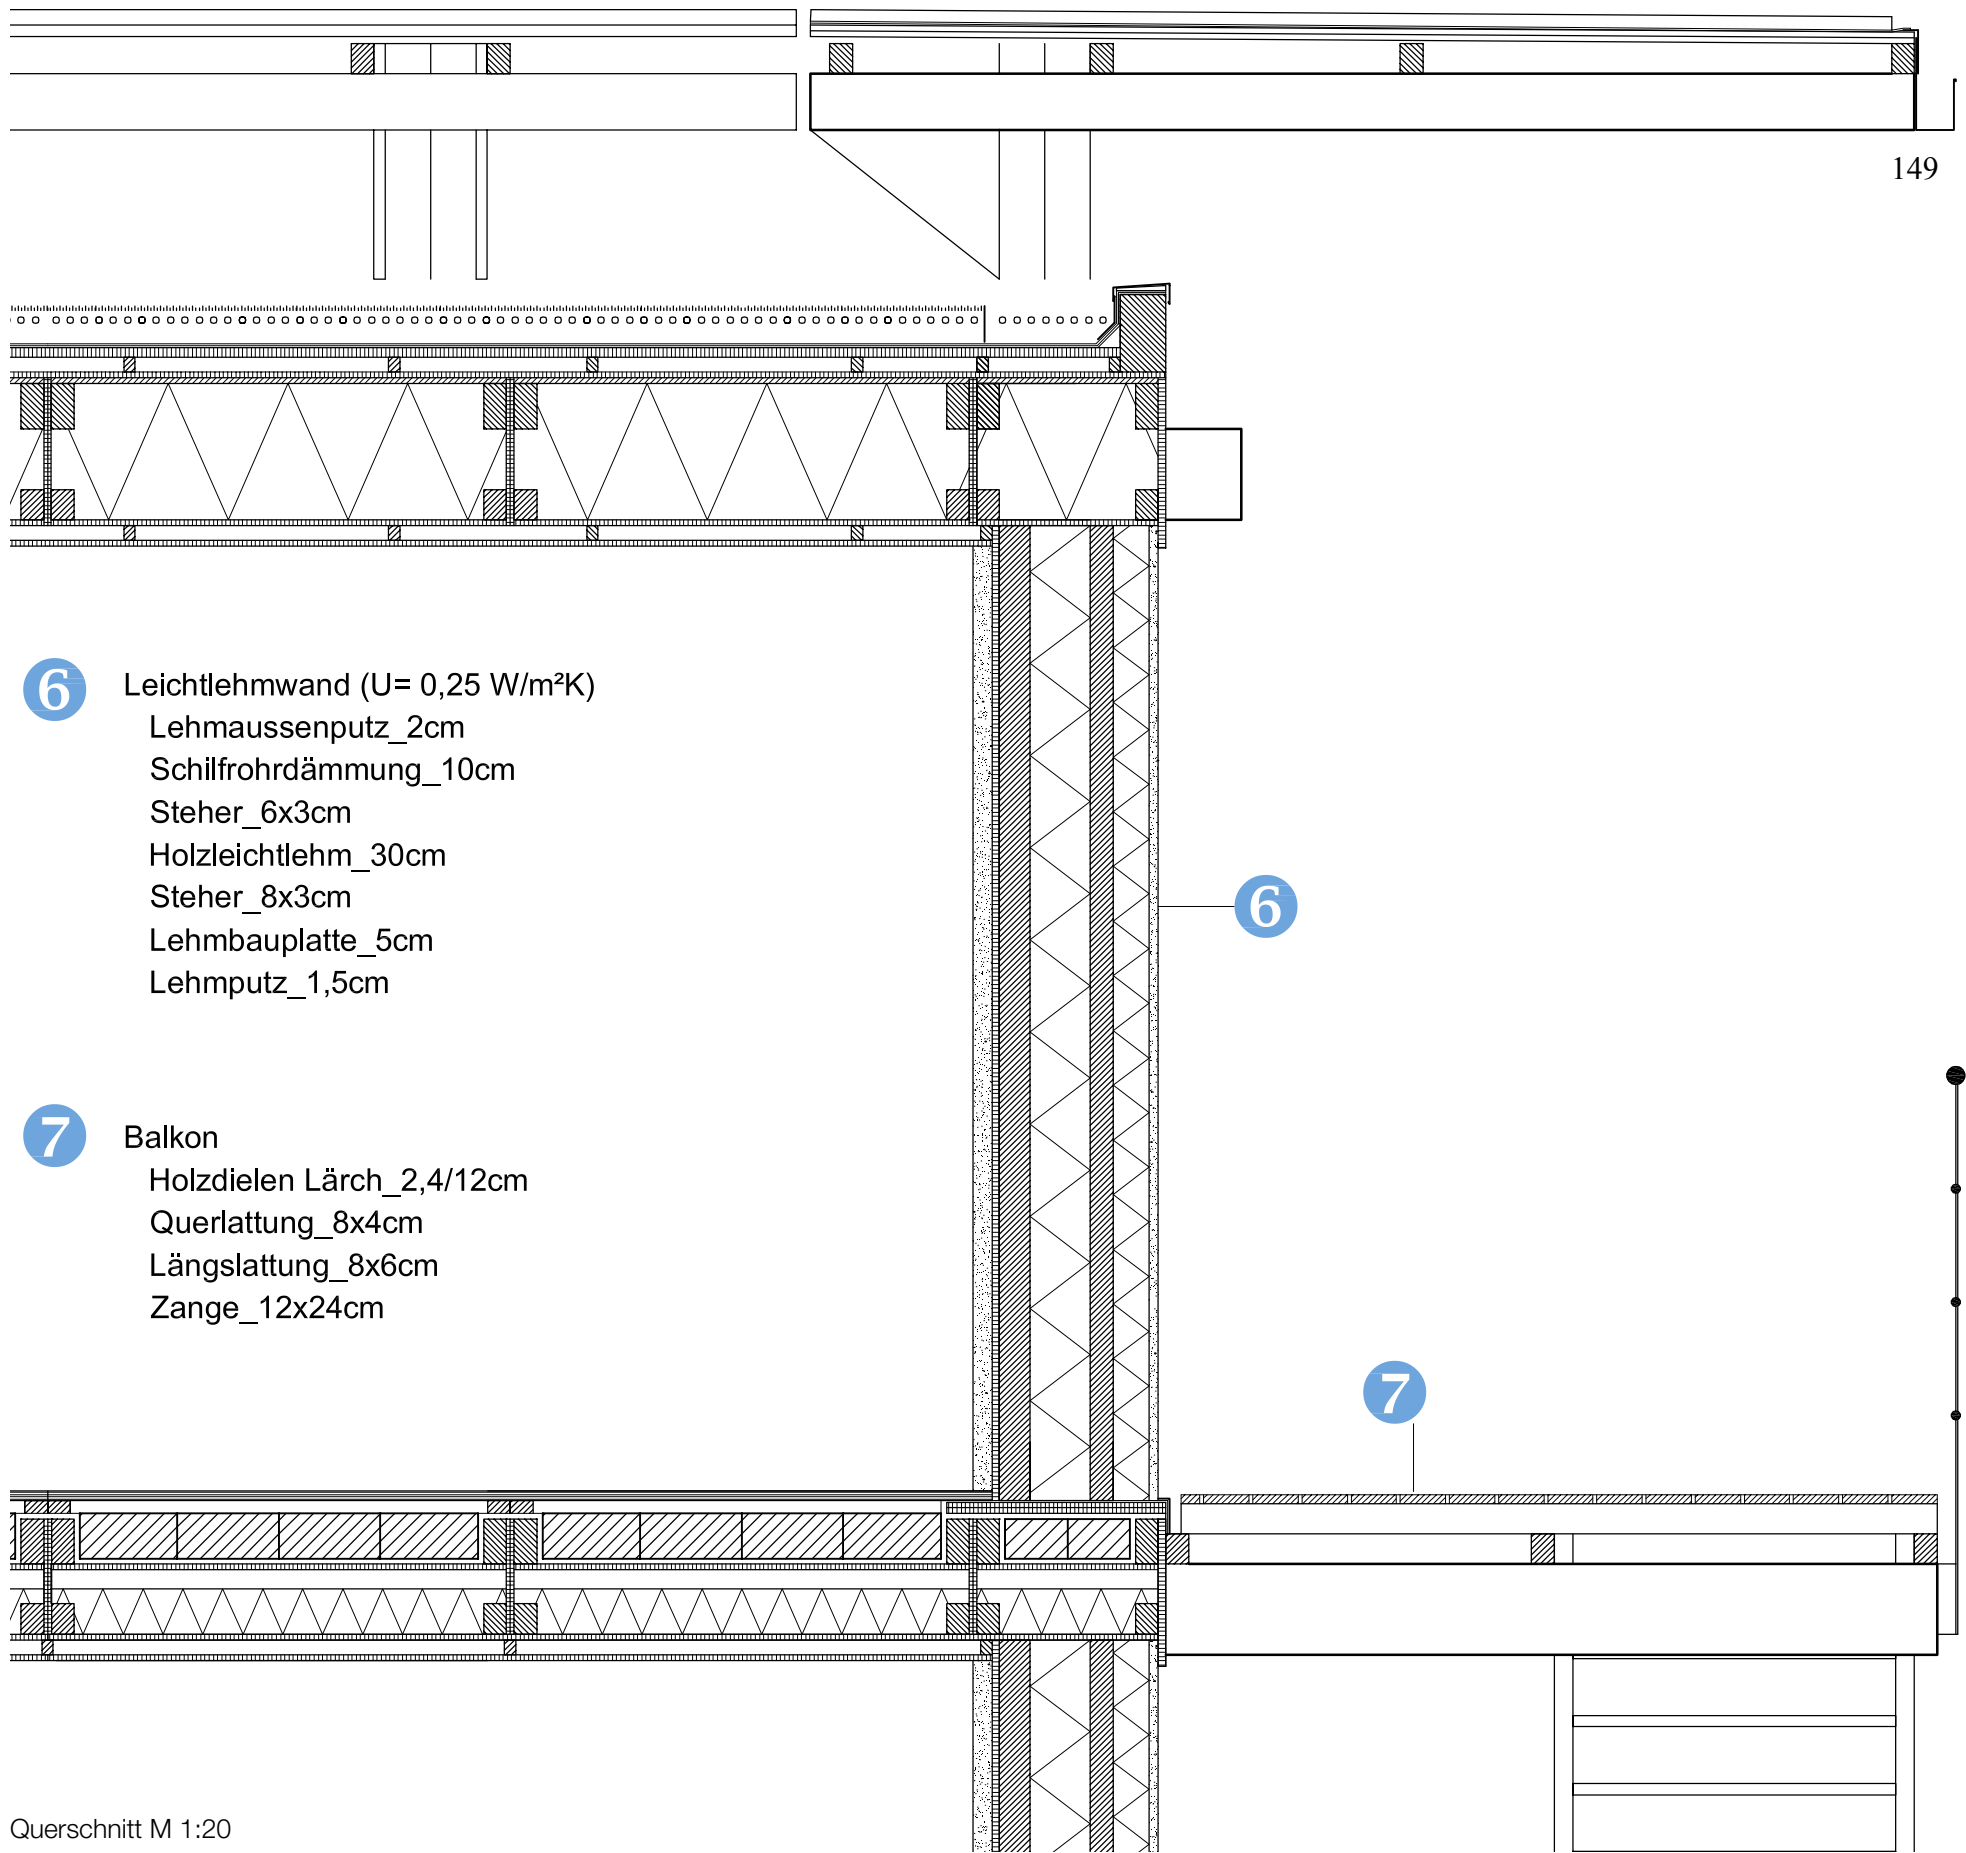 149
6 Leichtlehmwand (U= 0,25 W/m²K)
Lehmaussenputz_2cm
Schilfrohrdämmung_10cm
Steher_6x3cm
Holzleichtlehm_30cm
Steher_8x3cm
Lehmbauplatte_5cm
Lehmputz_1,5cm
6
7 Balkon
Holzdielen Lärch_2,4/12cm
Querlattung_8x4cm
Längslattung_8x6cm
Zange_12x24cm
7
Querschnitt M 1:20